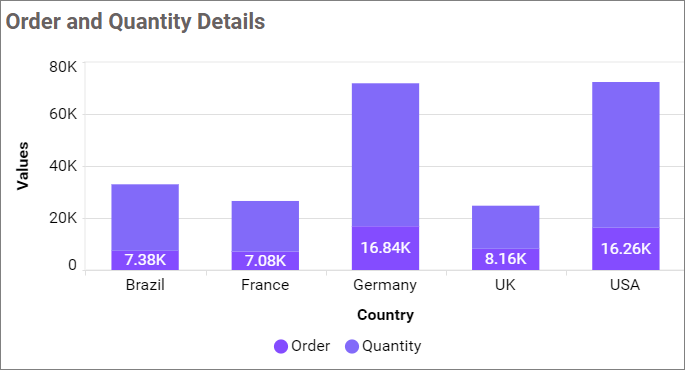 Order and Quantity Details
80K
60K
40K
20K
0
Values
7.38K
7.08K
16.84K
8.16K
16.26K
Brazil France Germany UK USA
Country
Order Quantity